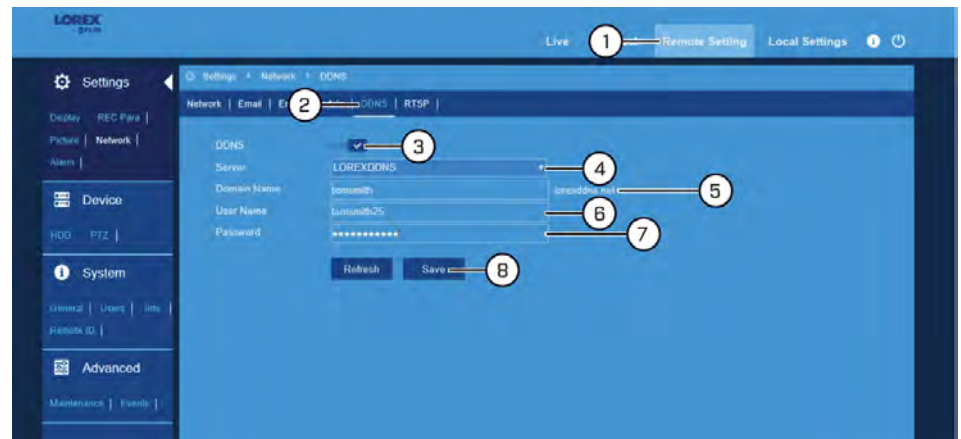 LOREX
Live 1 Remote Setting Local Settings
Settings
Settings Network DDNS
Network | Email | 2 DDNS | RTSP |
Display REC Para |
Picture | Network |
Alarm |
DDNS 3
Server LOREXDDNS 4
Domain Name tomsmith lorexddns.net 5
User Name tomsmith25 6
Password ●●●●●●●●●●● 7
Refresh Save 8
Device
HDD PTZ |
System
General | Users | Info |
Remote ID |
Advanced
Maintenance | Events |